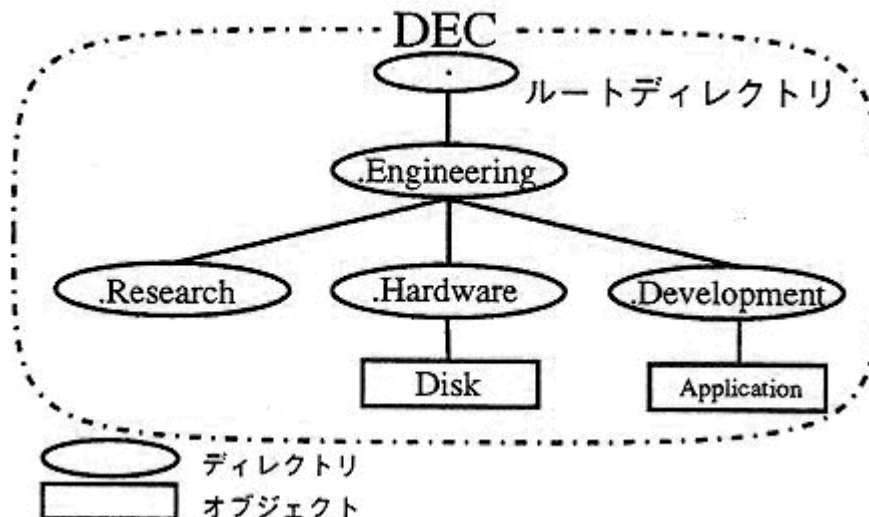 DEC
.
ルートディレクトリ
.Engineering
.Research
.Hardware
.Development
Disk
Application
ディレクトリ
オブジェクト